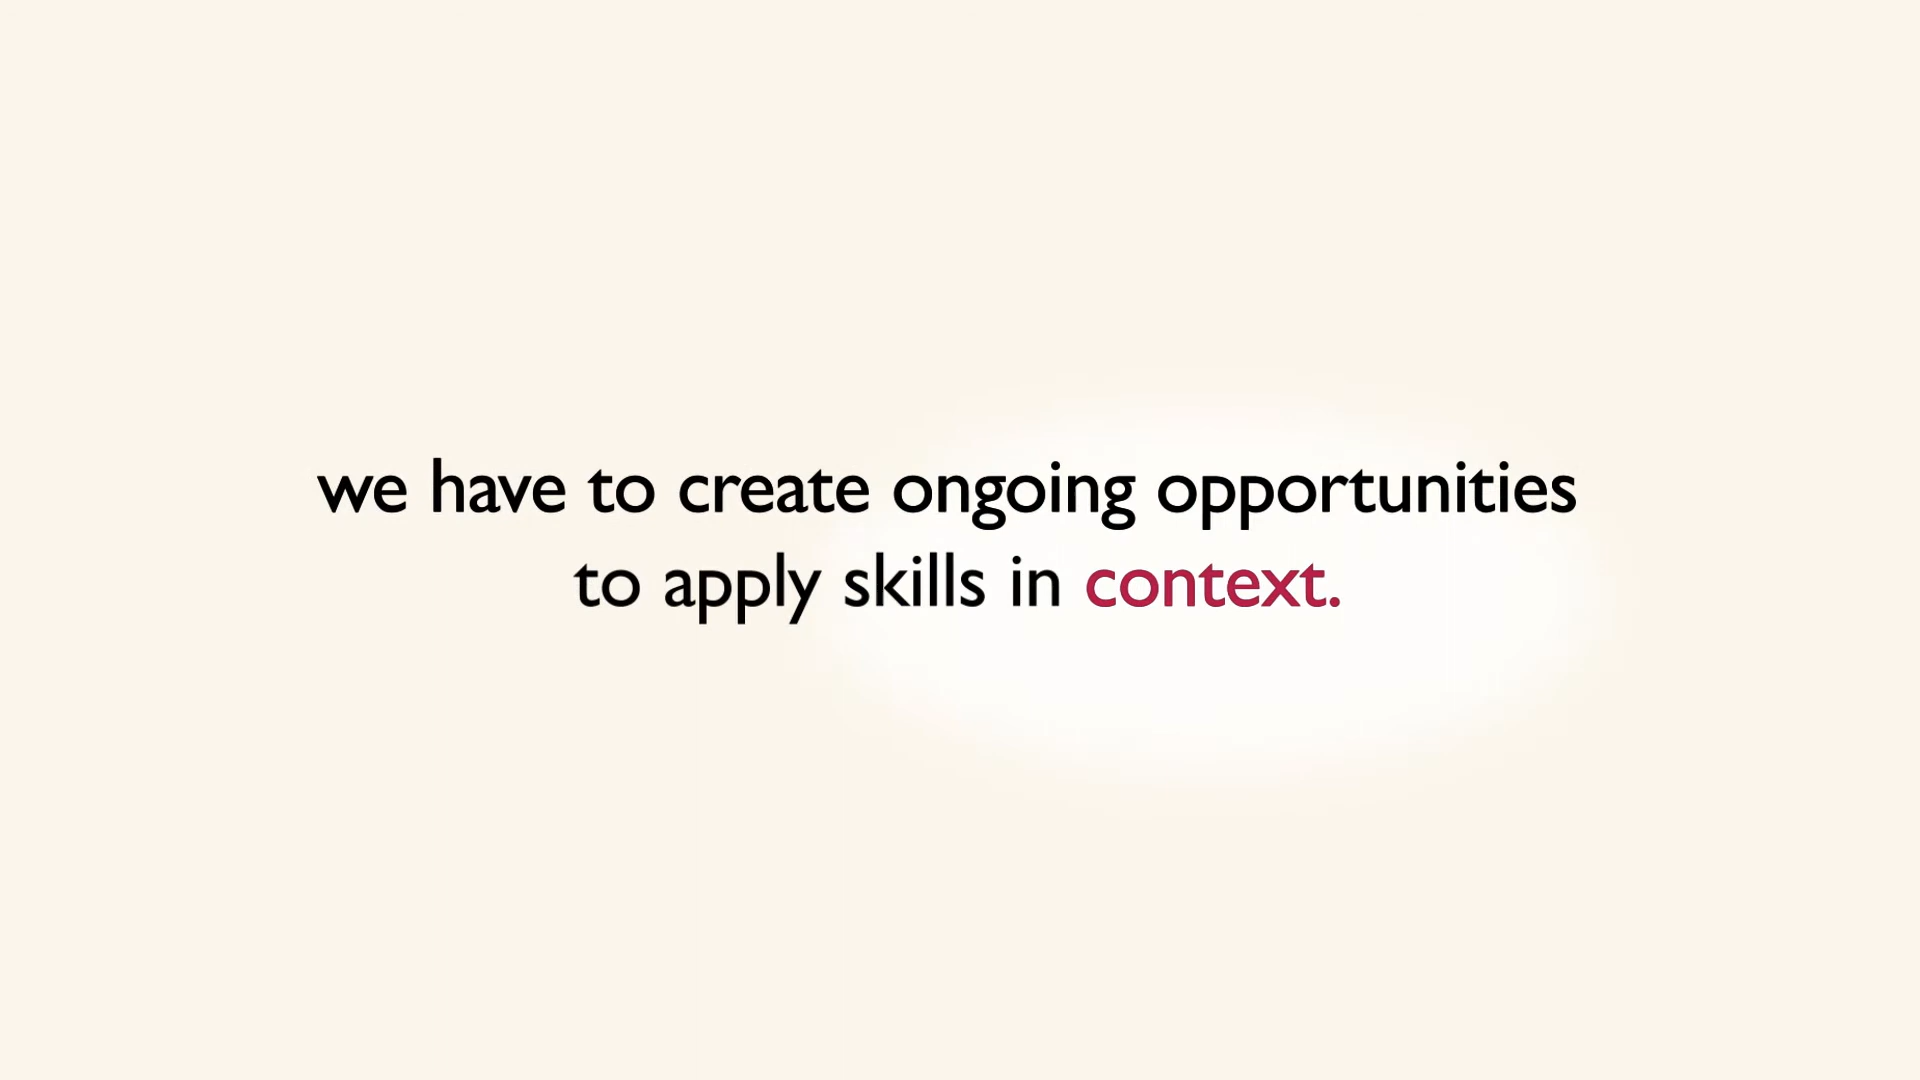 we have to create ongoing opportunities
to apply skills in context.